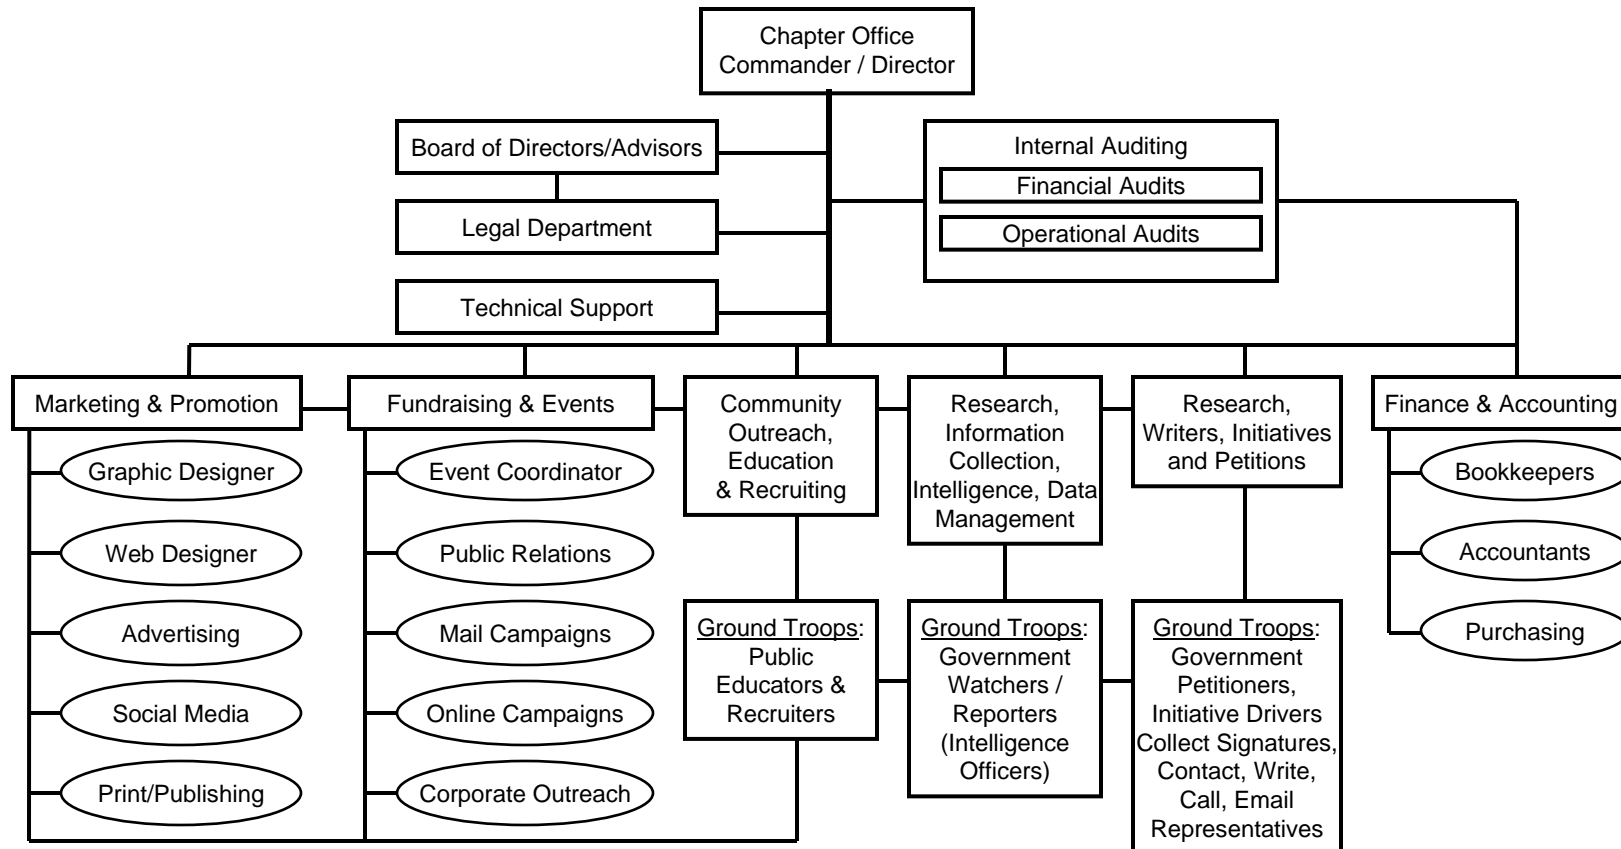 Chapter Office
Commander / Director
Board of Directors/Advisors
Internal Auditing
Financial Audits
Legal Department
Operational Audits
Technical Support
Marketing & Promotion
Graphic Designer
Web Designer
Advertising
Social Media
Print/Publishing
Fundraising & Events
Event Coordinator
Public Relations
Mail Campaigns
Online Campaigns
Corporate Outreach
Community
Outreach,
Education
& Recruiting
Ground Troops:
Public
Educators &
Recruiters
Research,
Information
Collection,
Intelligence, Data
Management
Ground Troops:
Government
Watchers /
Reporters
(Intelligence
Officers)
Research,
Writers, Initiatives
and Petitions
Ground Troops:
Government
Petitioners,
Initiative Drivers
Collect Signatures,
Contact, Write,
Call, Email
Representatives
Finance & Accounting
Bookkeepers
Accountants
Purchasing